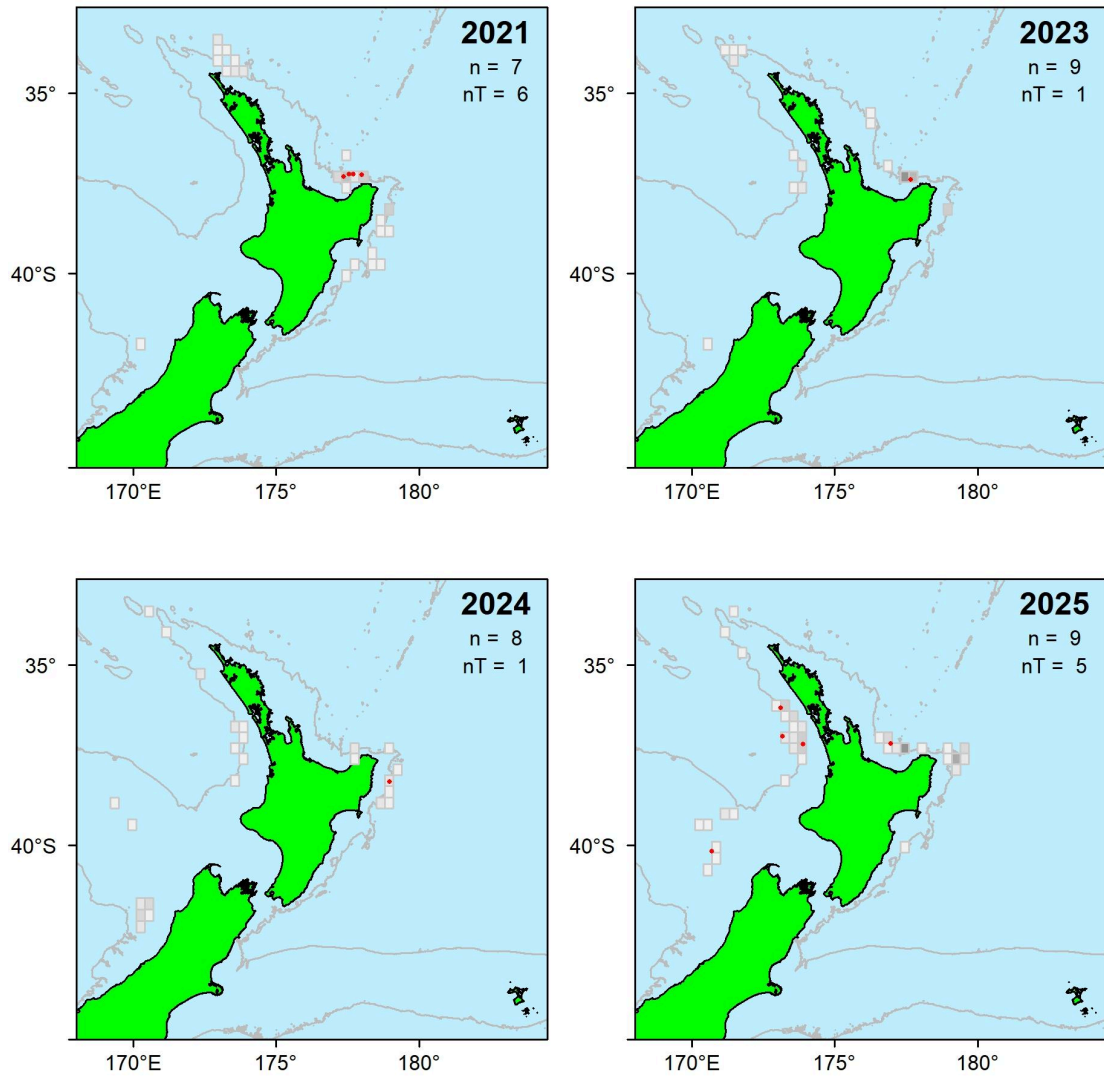 2021
n = 7
nT = 6
35°
40°S
170°E 175° 180°
2023
n = 9
nT = 1
35°
40°S
170°E 175° 180°
2024
n = 8
nT = 1
35°
40°S
170°E 175° 180°
2025
n = 9
nT = 5
35°
40°S
170°E 175° 180°